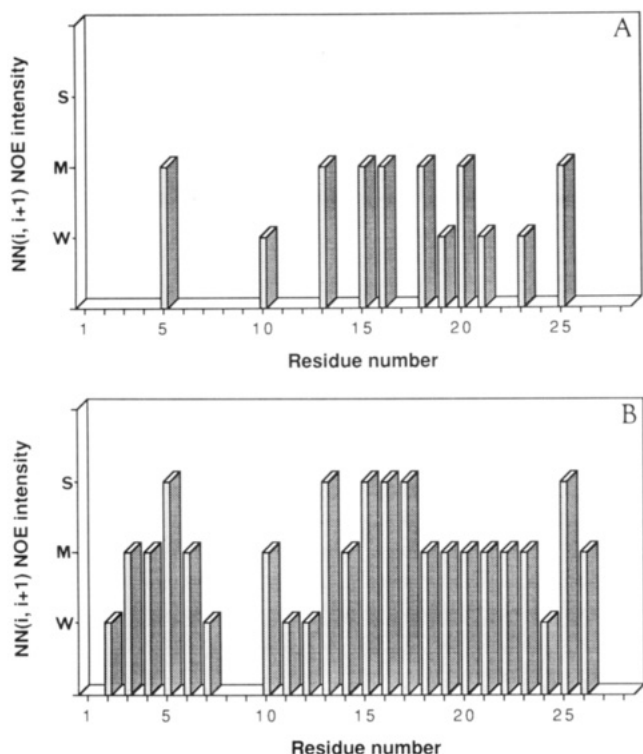 A
NN(i, i+1) NOE intensity
S
M
W
1 5 10 15 20 25
Residue number
B
NN(i, i+1) NOE intensity
S
M
W
1 5 10 15 20 25
Residue number